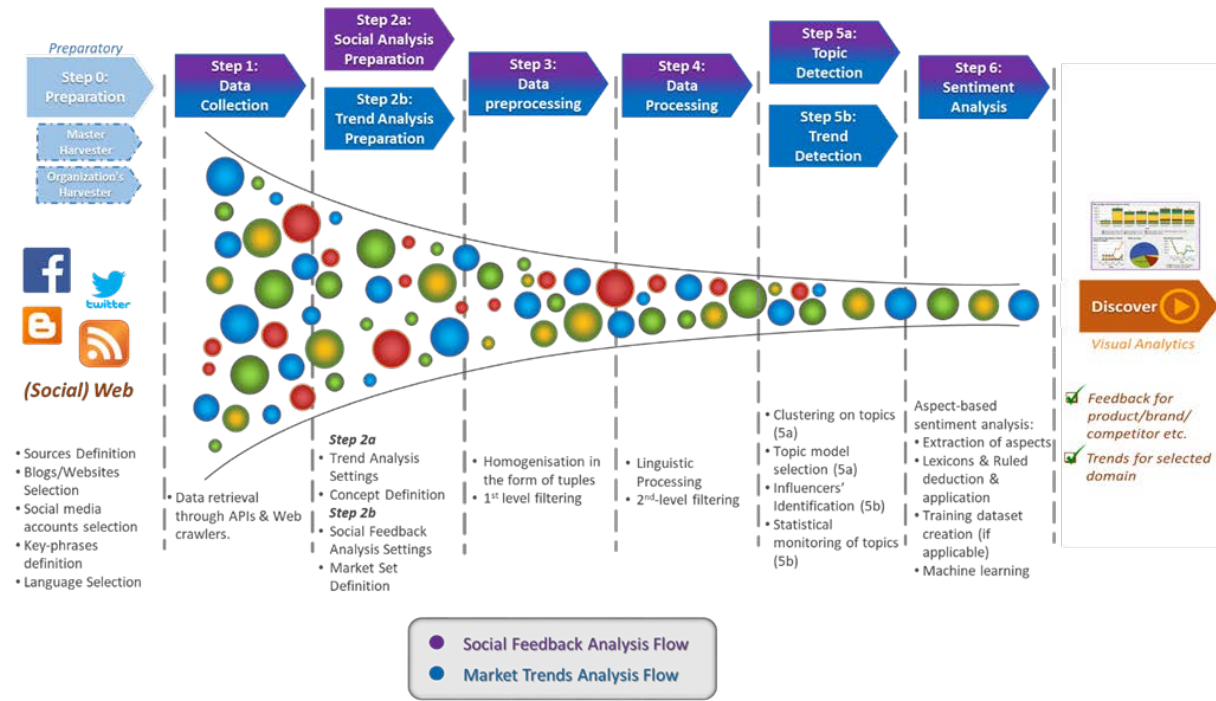 Preparatory
Step 0:
Preparation
Master
Harvester
Organization's
Harvester
twitter
(Social) Web
• Sources Definition
• Blogs/Websites
Selection
• Social media
accounts selection
• Key-phrases
definition
• Language Selection
Step 1:
Data
Collection
• Data retrieval
through APIs & Web
crawlers.
Step 2a:
Social Analysis
Preparation
Step 2b:
Trend Analysis
Preparation
Step 2a
• Trend Analysis
Settings
• Concept Definition
Step 2b
• Social Feedback
Analysis Settings
• Market Set
Definition
Step 3:
Data
preprocessing
• Homogenisation in
the form of tuples
• 1st level filtering
Step 4:
Data
Processing
• Linguistic
Processing
• 2nd-level filtering
Step 5a:
Topic
Detection
Step 5b:
Trend
Detection
• Clustering on topics
(5a)
• Topic model
selection (5a)
• Influencers'
Identification (5b)
• Statistical
monitoring of topics
(5b)
Step 6:
Sentiment
Analysis
Aspect-based
sentiment analysis:
• Extraction of aspects
• Lexicons & Ruled
deduction &
application
• Training dataset
creation (if
applicable)
• Machine learning
Discover
Visual Analytics
Feedback for
product/brand/
competitor etc.
Trends for selected
domain
Social Feedback Analysis Flow
Market Trends Analysis Flow